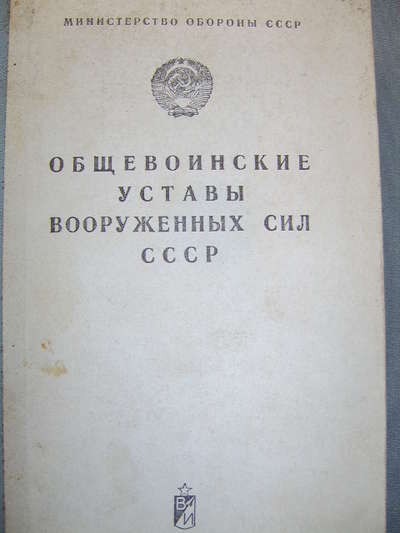 МИНИСТЕРСТВО ОБОРОНЫ СССР
ОБЩЕВОИНСКИЕ
УСТАВЫ
ВООРУЖЕННЫХ СИЛ
СССР
В
И